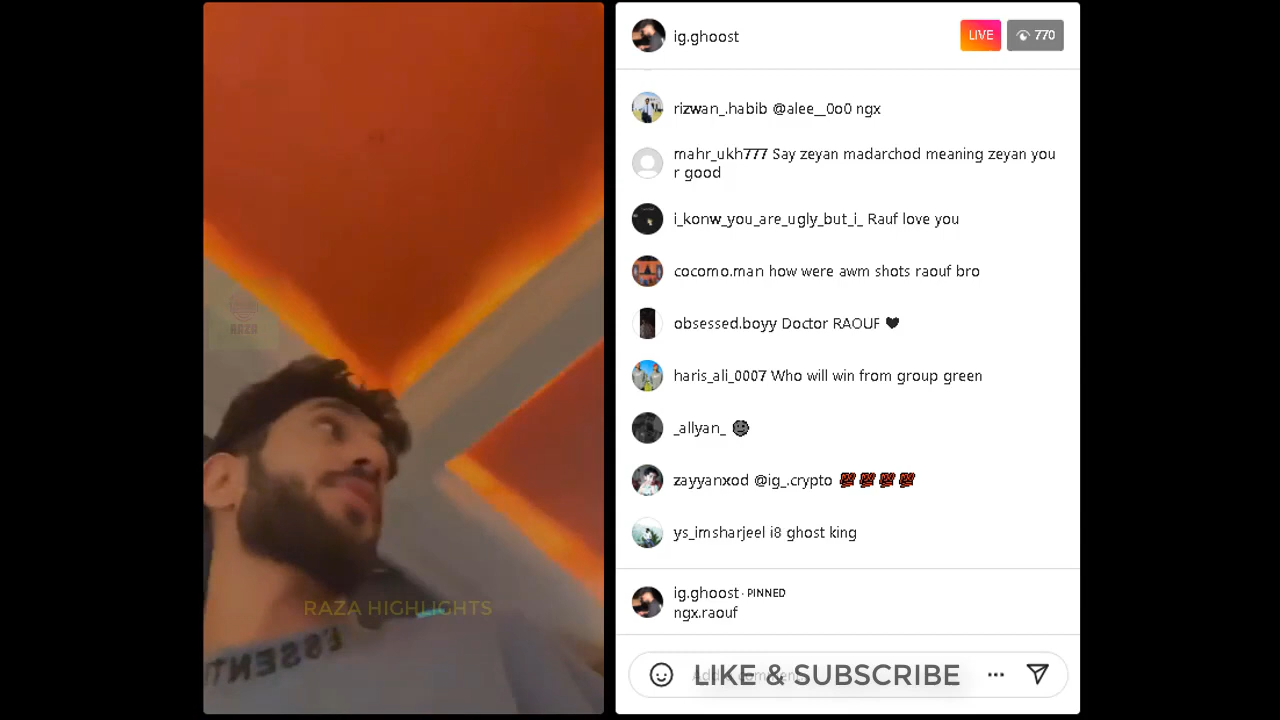 RAZA HIGHLIGHTS
ig.ghoost
LIVE 770
rizwan_.habib @alee__0o0 ngx
mahr_ukh777 Say zeyan madarchod meaning zeyan you
r good
i_konw_you_are_ugly_but_i_ Rauf love you
cocomo.man how were awm shots raouf bro
obsessed.boyy Doctor RAOUF 🖤
haris_ali_0007 Who will win from group green
_allyan_ 🌚
zayyanxod @ig_.crypto 💯💯💯💯
ys_imsharjeel i8 ghost king
ig.ghoost · PINNED
ngx.raouf
LIKE & SUBSCRIBE